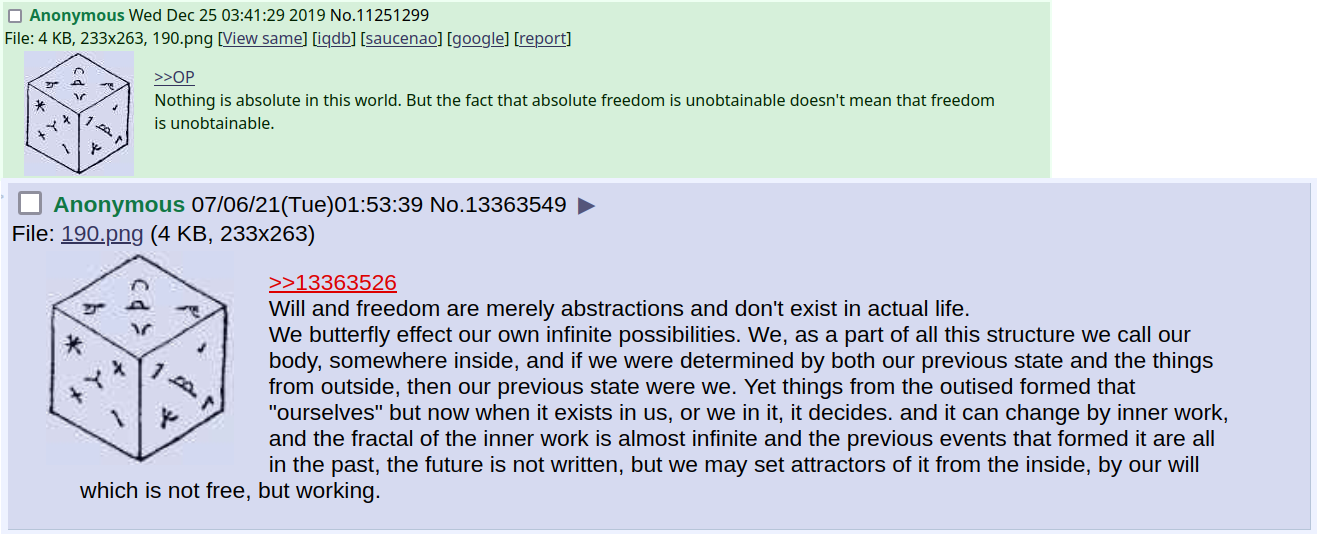 Anonymous Wed Dec 25 03:41:29 2019 No.11251299
File: 4 KB, 233x263, 190.png [View same] [iqdb] [saucenao] [google] [report]
>>OP
Nothing is absolute in this world. But the fact that absolute freedom is unobtainable doesn't mean that freedom
is unobtainable.
Anonymous 07/06/21(Tue)01:53:39 No.13363549 ▶
File: 190.png (4 KB, 233x263)
>>13363526
Will and freedom are merely abstractions and don't exist in actual life.
We butterfly effect our own infinite possibilities. We, as a part of all this structure we call our
body, somewhere inside, and if we were determined by both our previous state and the things
from outside, then our previous state were we. Yet things from the outised formed that
"ourselves" but now when it exists in us, or we in it, it decides. and it can change by inner work,
and the fractal of the inner work is almost infinite and the previous events that formed it are all
in the past, the future is not written, but we may set attractors of it from the inside, by our will
which is not free, but working.